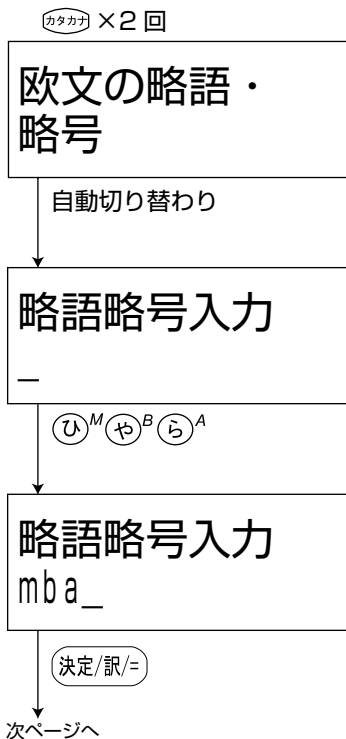 カタカナ ×2 回
欧文の略語・
略号
自動切り替わり
略語略号入力
_
ひM やB らA
略語略号入力
mba_
決定/訳/=
次ページへ